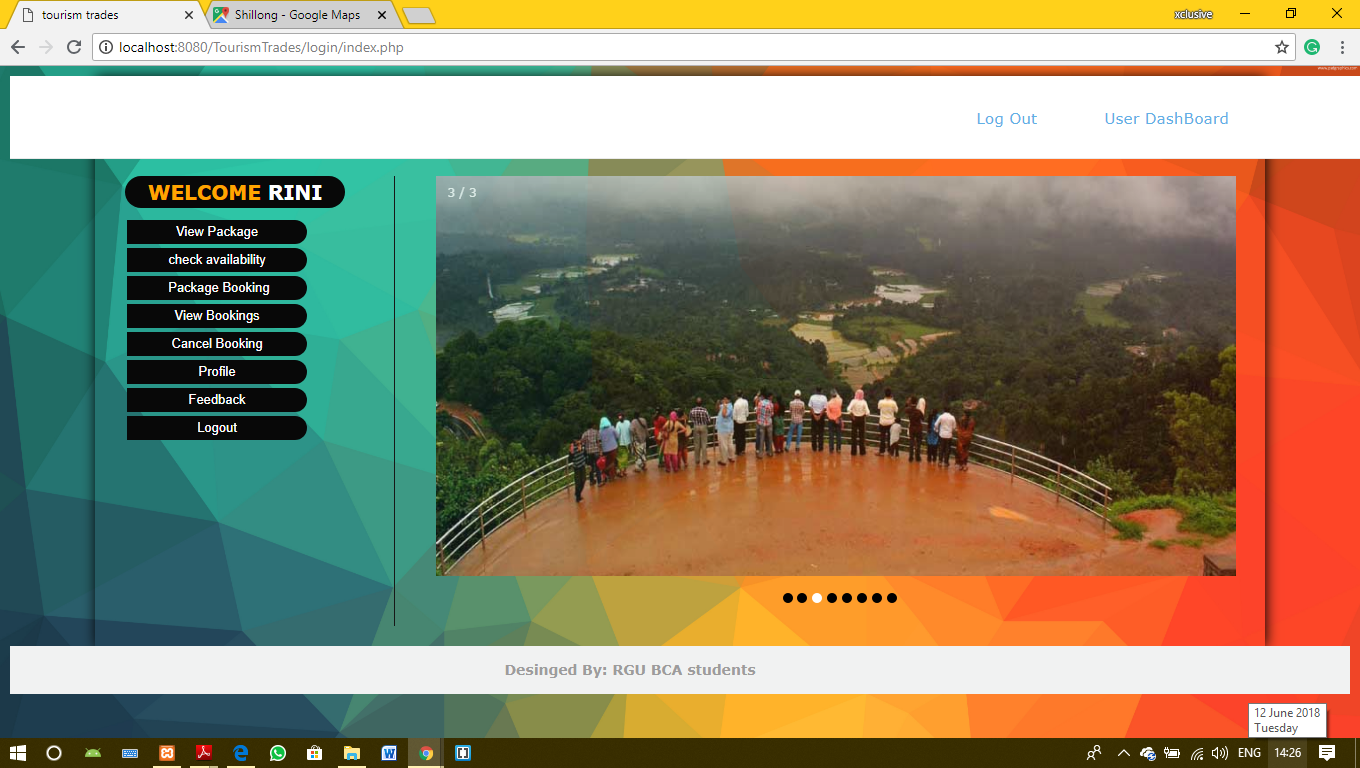 tourism trades
Shillong - Google Maps
xclusive
localhost:8080/TourismTrades/login/index.php
Log Out
User DashBoard
WELCOME RINI
View Package
check availability
Package Booking
View Bookings
Cancel Booking
Profile
Feedback
Logout
3 / 3
Desinged By: RGU BCA students
12 June 2018
Tuesday
ENG
14:26